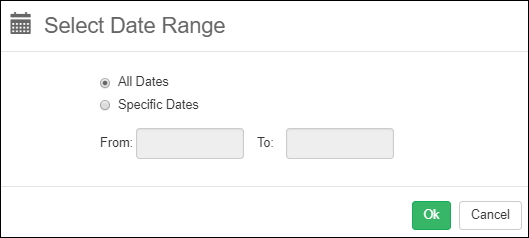 Select Date Range
All Dates
Specific Dates
From: To:
Ok Cancel